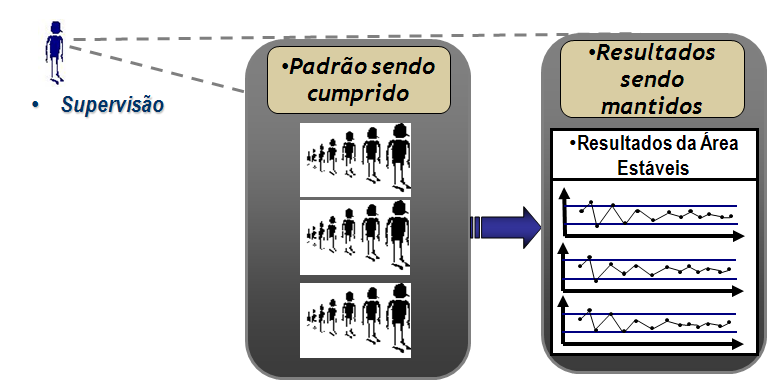 • Supervisão
•Padrão sendo
cumprido
•Resultados
sendo
mantidos
•Resultados da Área
Estáveis